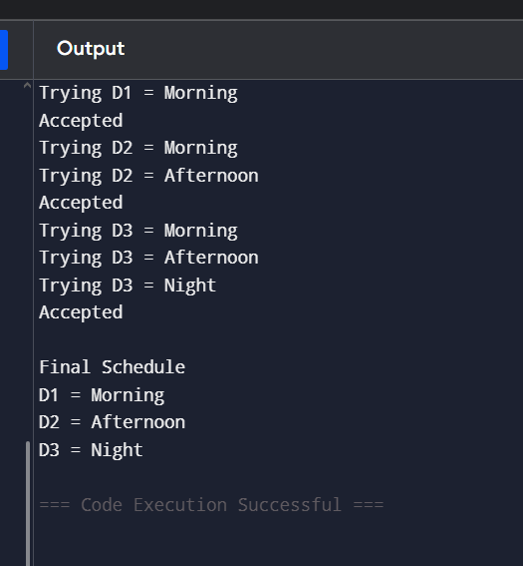 Output
Trying D1 = Morning
Accepted
Trying D2 = Morning
Trying D2 = Afternoon
Accepted
Trying D3 = Morning
Trying D3 = Afternoon
Trying D3 = Night
Accepted
Final Schedule
D1 = Morning
D2 = Afternoon
D3 = Night
=== Code Execution Successful ===